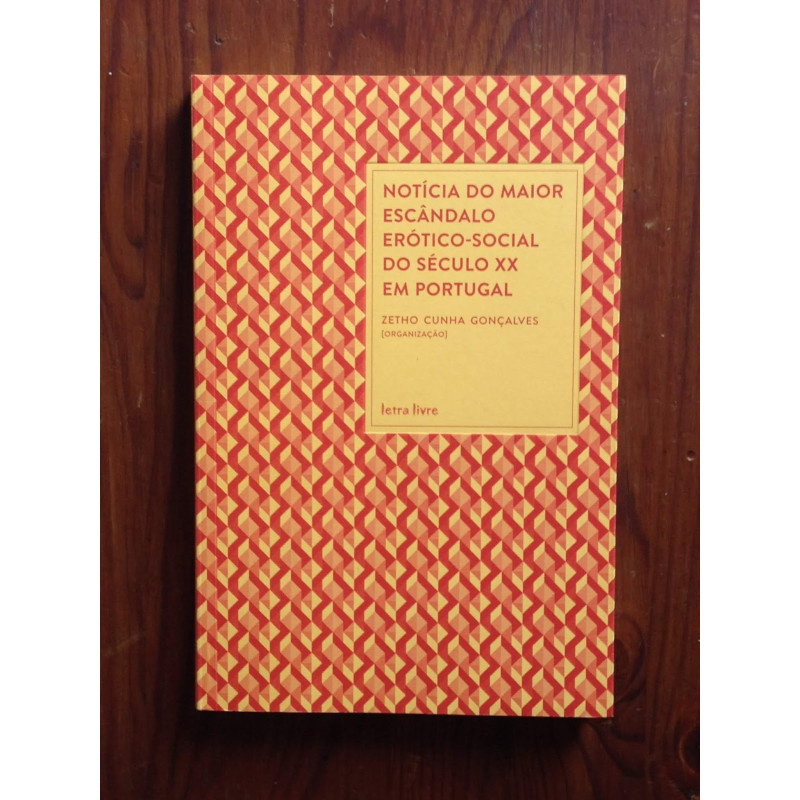 NOTÍCIA DO MAIOR
ESCÂNDALO
ERÓTICO-SOCIAL
DO SÉCULO XX
EM PORTUGAL
ZETHO CUNHA GONÇALVES
[ORGANIZAÇÃO]
letra livre